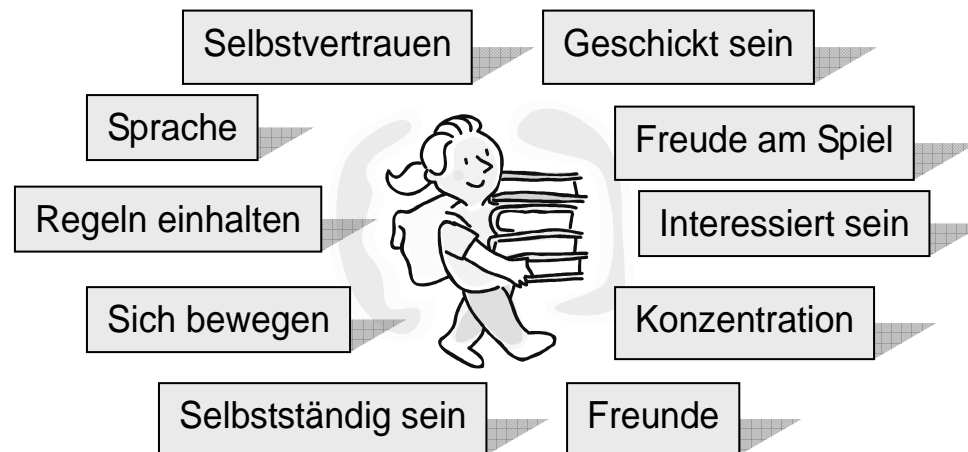 Selbstvertrauen
Geschickt sein
Sprache
Freude am Spiel
Regeln einhalten
Interessiert sein
Sich bewegen
Konzentration
Selbstständig sein
Freunde